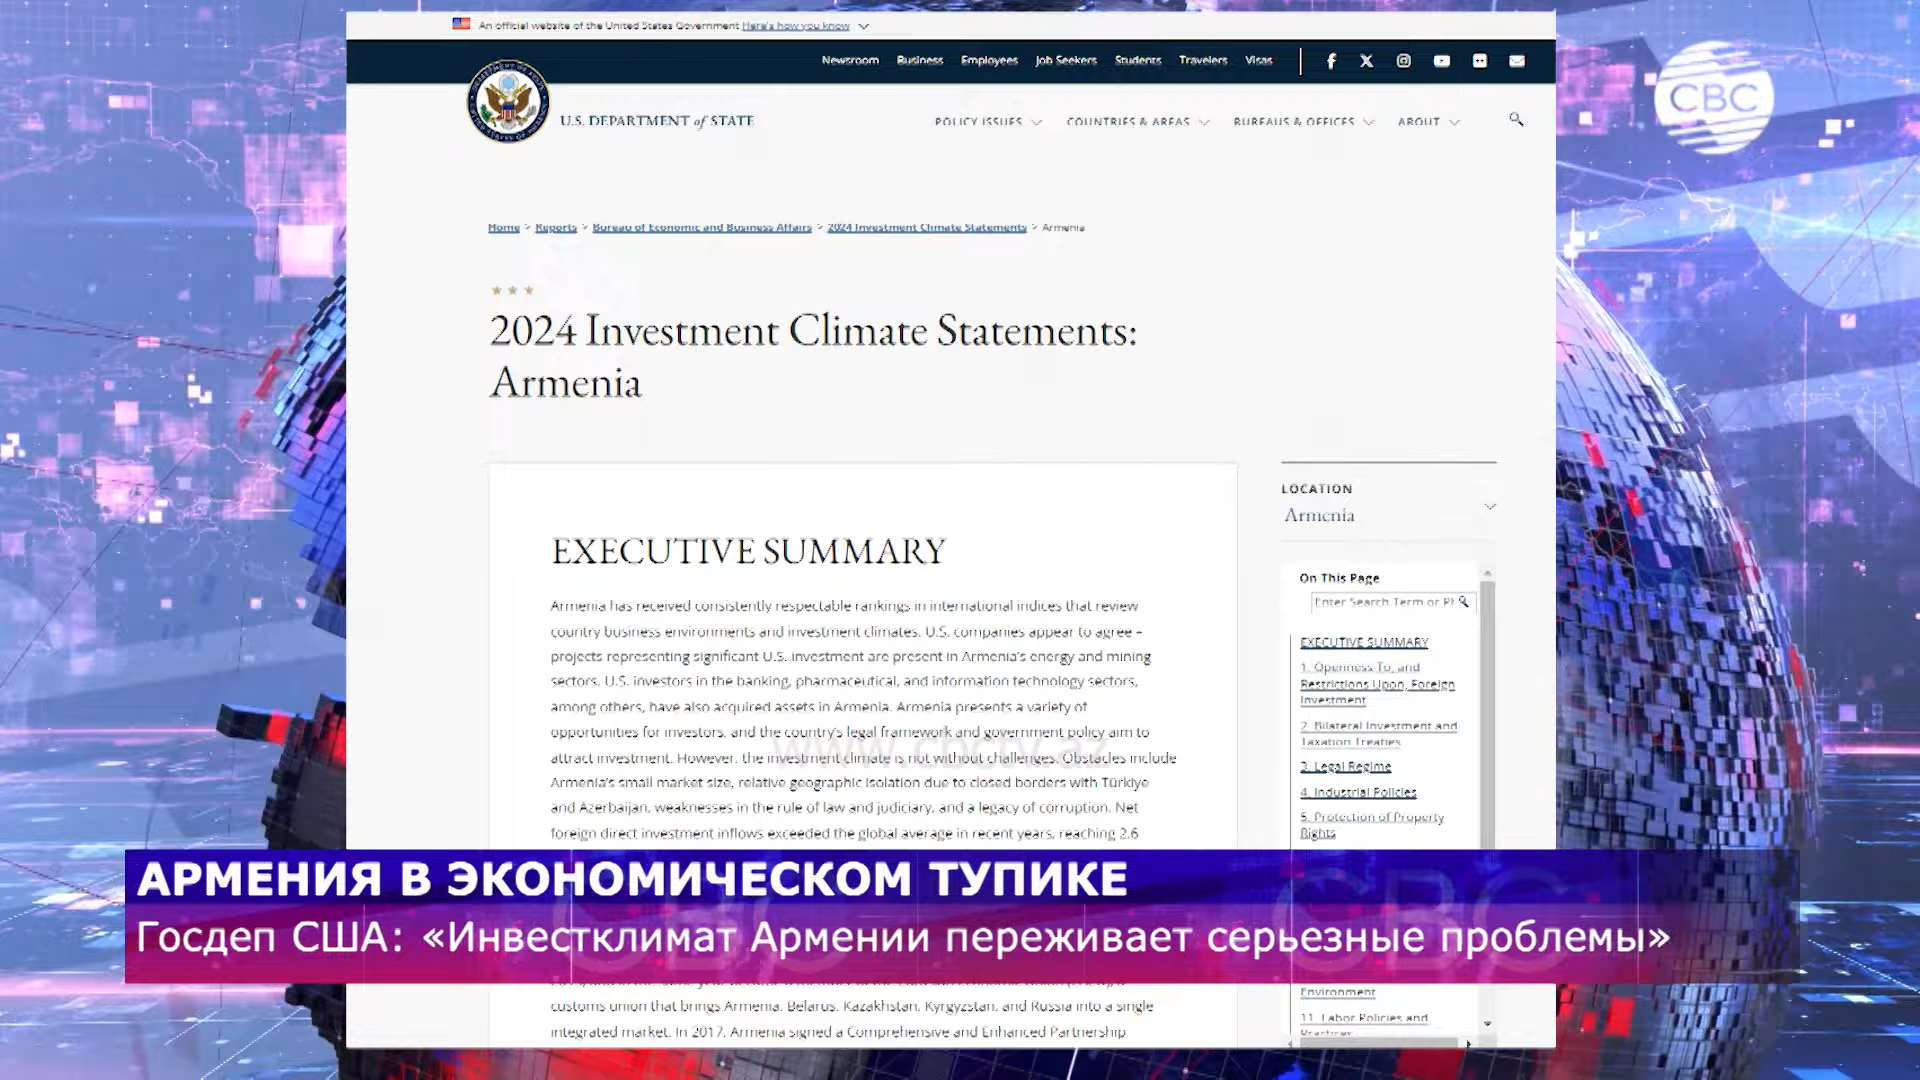 An official website of the United States Government Here's how you know
Newsroom Business Employees Job Seekers Students Travelers Visas
CBC
U.S. DEPARTMENT of STATE
POLICY ISSUES COUNTRIES & AREAS BUREAUS & OFFICES ABOUT
Home > Reports > Bureau of Economic and Business Affairs > 2024 Investment Climate Statements > Armenia
2024 Investment Climate Statements:
Armenia
EXECUTIVE SUMMARY
Armenia has received consistently respectable rankings in international indices that review
country business environments and investment climates. U.S. companies appear to agree –
projects representing significant U.S. investment are present in Armenia's energy and mining
sectors. U.S. investors in the banking, pharmaceutical, and information technology sectors,
among others, have also acquired assets in Armenia. Armenia presents a variety of
opportunities for investors, and the country's legal framework and government policy aim to
attract investment. However, the investment climate is not without challenges. Obstacles include
Armenia's small market size, relative geographic isolation due to closed borders with Türkiye
and Azerbaijan, weaknesses in the rule of law and judiciary, and a legacy of corruption. Net
foreign direct investment inflows exceeded the global average in recent years, reaching 2.6
www.cbctv.az
customs union that brings Armenia, Belarus, Kazakhstan, Kyrgyzstan, and Russia into a single
integrated market. In 2017, Armenia signed a Comprehensive and Enhanced Partnership
LOCATION
Armenia
On This Page
Enter Search Term or Ph
EXECUTIVE SUMMARY
1. Openness To, and
Restrictions Upon, Foreign
Investment
2. Bilateral Investment and
Taxation Treaties
3. Legal Regime
4. Industrial Policies
5. Protection of Property
Rights
Environment
11. Labor Policies and
Practices
АРМЕНИЯ В ЭКОНОМИЧЕСКОМ ТУПИКЕ
Госдеп США: «Инвестклимат Армении переживает серьезные проблемы»